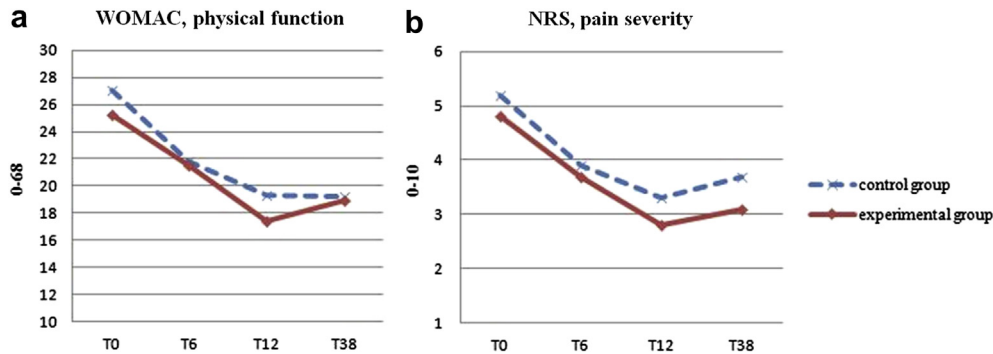 a
WOMAC, physical function
30
28
26
24
22
20
18
16
14
12
10
0-68
T0 T6 T12 T38
b
NRS, pain severity
6
5
4
3
2
1
0-10
T0 T6 T12 T38
control group
experimental group